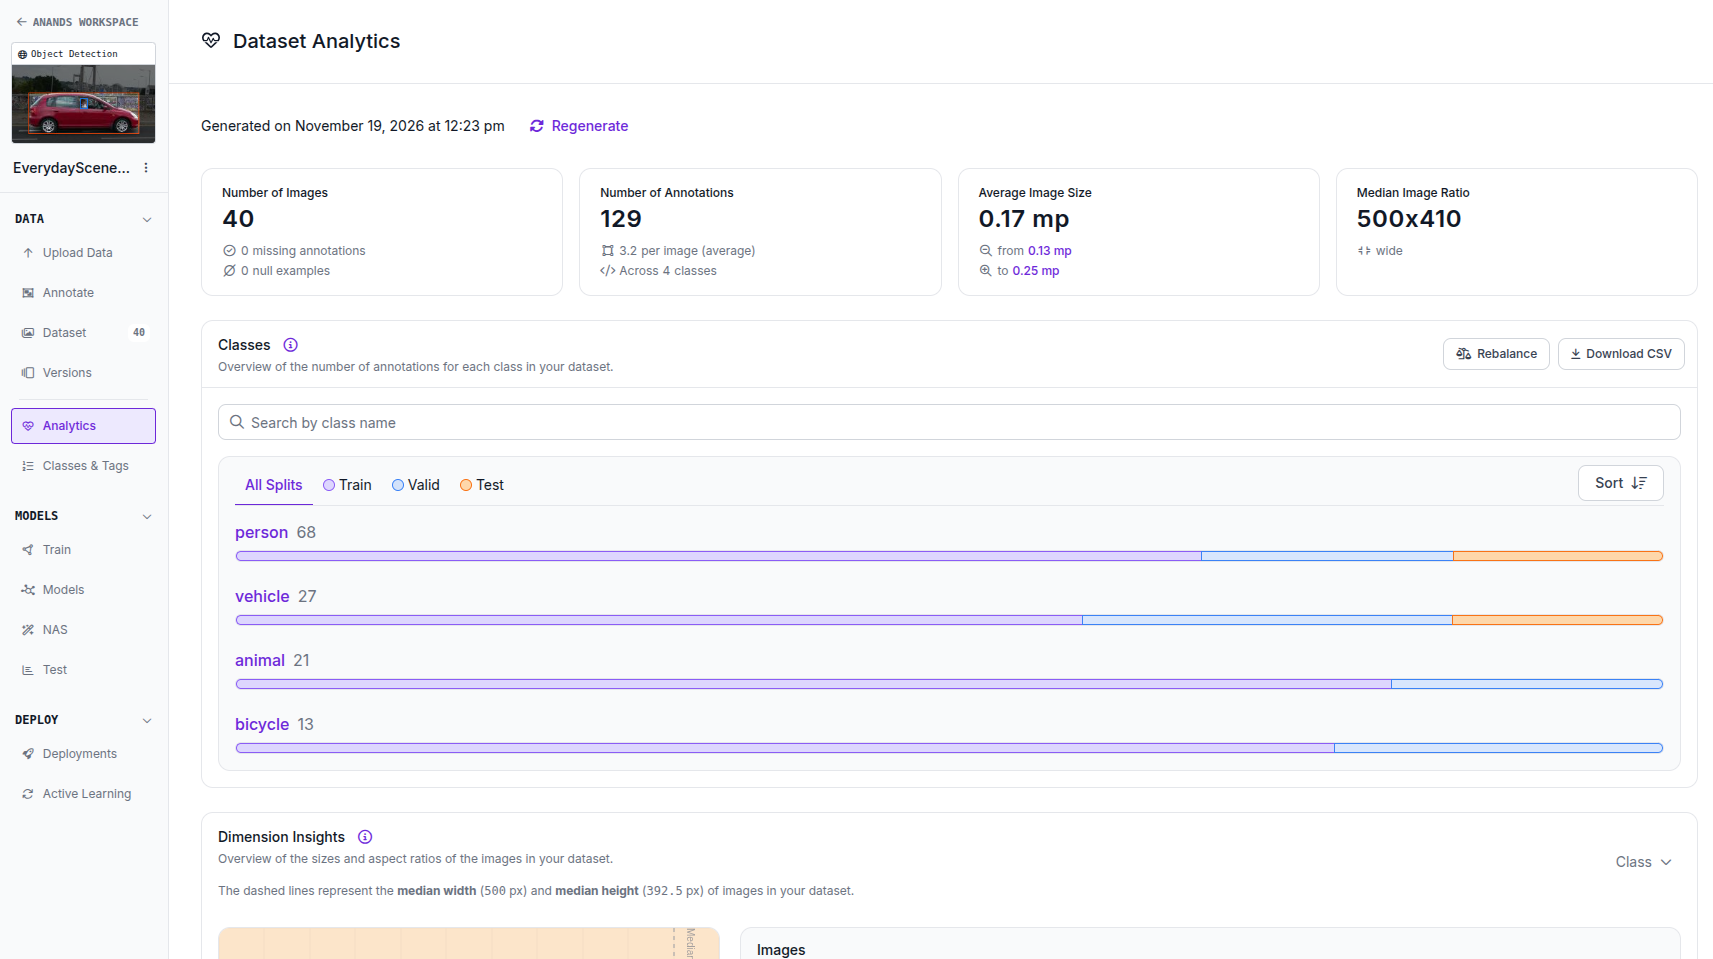 ANANDS WORKSPACE
Object Detection
EverydayScene...
DATA
Upload Data
Annotate
Dataset 40
Versions
Analytics
Classes & Tags
MODELS
Train
Models
NAS
Test
DEPLOY
Deployments
Active Learning
Dataset Analytics
Generated on November 19, 2026 at 12:23 pm Regenerate
Number of Images
40
0 missing annotations
0 null examples
Number of Annotations
129
3.2 per image (average)
Across 4 classes
Average Image Size
0.17 mp
from 0.13 mp
to 0.25 mp
Median Image Ratio
500x410
wide
Classes
Overview of the number of annotations for each class in your dataset.
Rebalance Download CSV
Search by class name
All Splits Train Valid Test Sort
person 68
vehicle 27
animal 21
bicycle 13
Dimension Insights
Overview of the sizes and aspect ratios of the images in your dataset.
Class
The dashed lines represent the median width (500 px) and median height (392.5 px) of images in your dataset.
Images